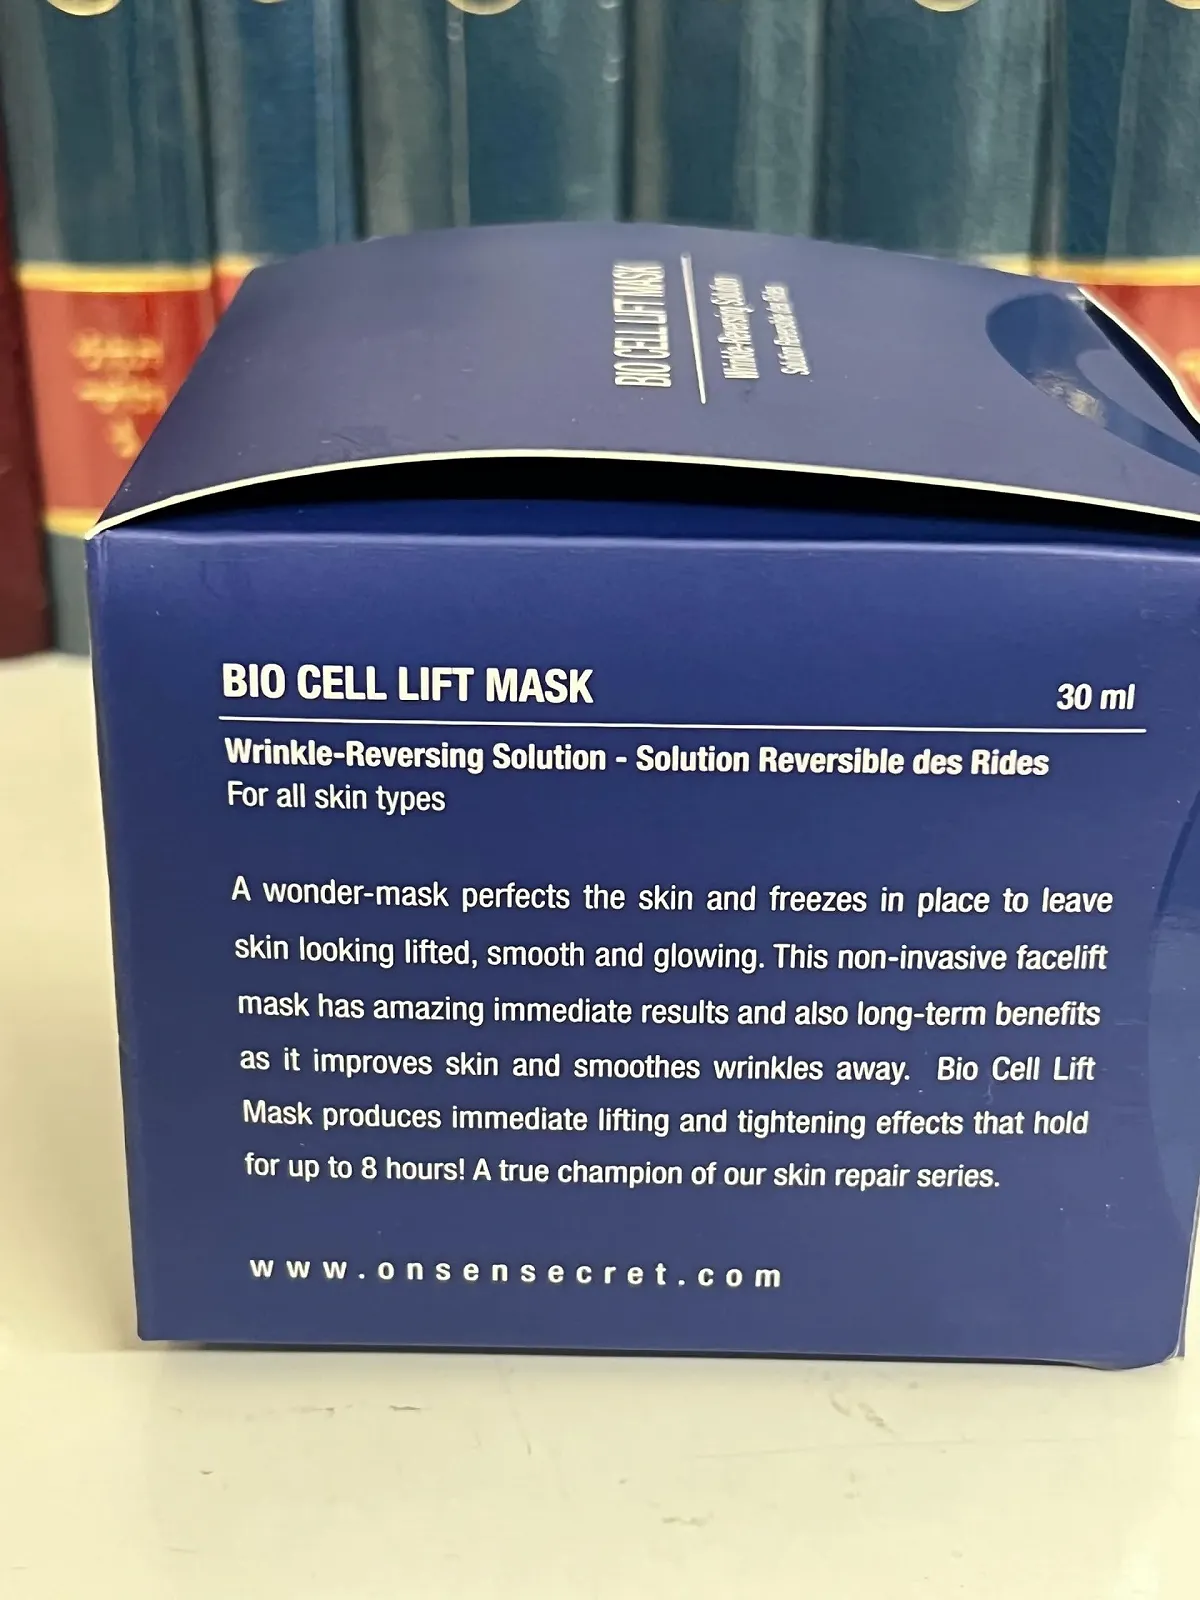 BIO CELL LIFT MASK
Wrinkle-Reversing Solution
Solution Reversible des Rides
BIO CELL LIFT MASK 30 ml
Wrinkle-Reversing Solution - Solution Reversible des Rides
For all skin types
A wonder-mask perfects the skin and freezes in place to leave
skin looking lifted, smooth and glowing. This non-invasive facelift
mask has amazing immediate results and also long-term benefits
as it improves skin and smoothes wrinkles away. Bio Cell Lift
Mask produces immediate lifting and tightening effects that hold
for up to 8 hours! A true champion of our skin repair series.
www.onsensecret.com